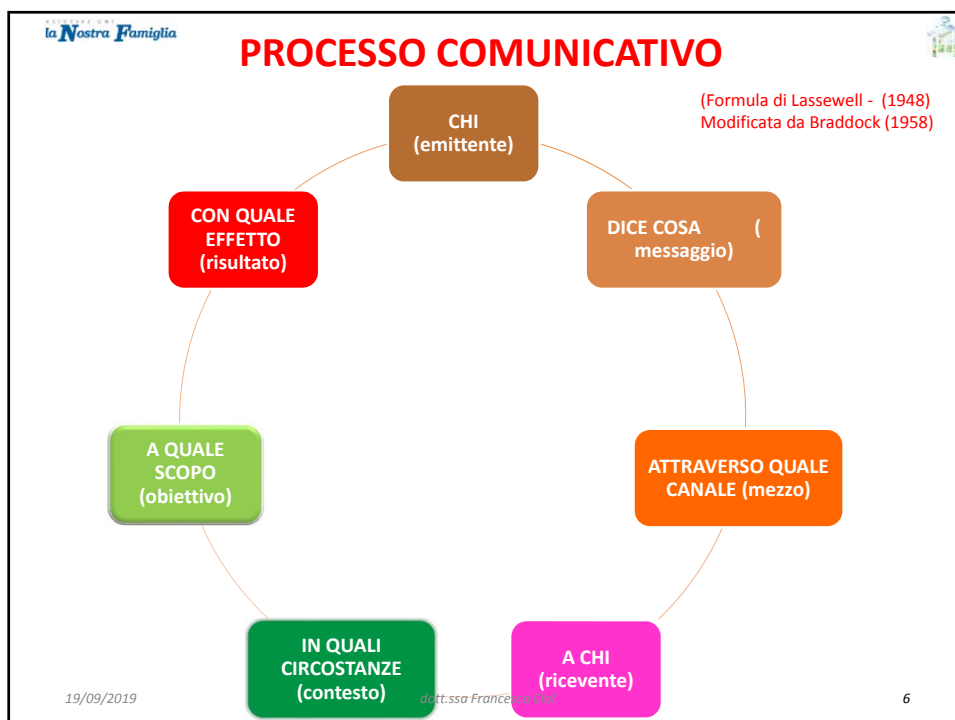 ASSOCIAZIONE
la Nostra Famiglia
PROCESSO COMUNICATIVO
(Formula di Lassewell - (1948)
Modificata da Braddock (1958)
CHI
(emittente)
CON QUALE
EFFETTO
(risultato)
DICE COSA (
messaggio)
A QUALE
SCOPO
(obiettivo)
ATTRAVERSO QUALE
CANALE (mezzo)
IN QUALI
CIRCOSTANZE
(contesto)
A CHI
(ricevente)
19/09/2019
dott.ssa Francesca
6